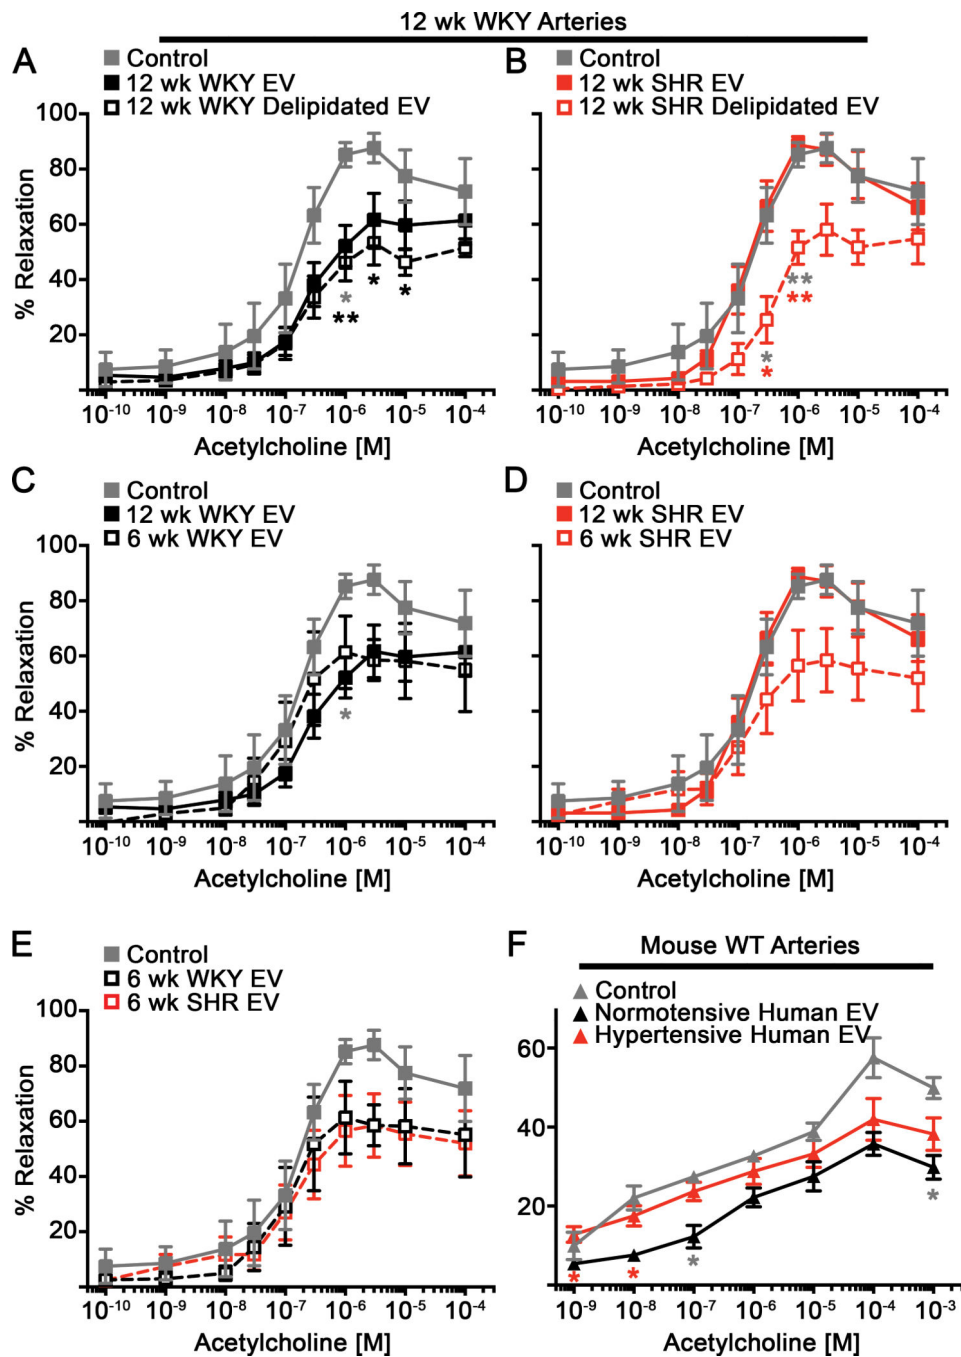 12 wk WKY Arteries
A
Control
12 wk WKY EV
12 wk WKY Delipidated EV
100
80
60
40
20
% Relaxation
*
**
*
*
10⁻¹⁰ 10⁻⁹ 10⁻⁸ 10⁻⁷ 10⁻⁶ 10⁻⁵ 10⁻⁴
Acetylcholine [M]
B
Control
12 wk SHR EV
12 wk SHR Delipidated EV
**
**
*
*
10⁻¹⁰ 10⁻⁹ 10⁻⁸ 10⁻⁷ 10⁻⁶ 10⁻⁵ 10⁻⁴
Acetylcholine [M]
C
Control
12 wk WKY EV
6 wk WKY EV
100
80
60
40
20
% Relaxation
*
10⁻¹⁰ 10⁻⁹ 10⁻⁸ 10⁻⁷ 10⁻⁶ 10⁻⁵ 10⁻⁴
Acetylcholine [M]
D
Control
12 wk SHR EV
6 wk SHR EV
10⁻¹⁰ 10⁻⁹ 10⁻⁸ 10⁻⁷ 10⁻⁶ 10⁻⁵ 10⁻⁴
Acetylcholine [M]
E
Control
6 wk WKY EV
6 wk SHR EV
100
80
60
40
20
% Relaxation
10⁻¹⁰ 10⁻⁹ 10⁻⁸ 10⁻⁷ 10⁻⁶ 10⁻⁵ 10⁻⁴
Acetylcholine [M]
F
Mouse WT Arteries
Control
Normotensive Human EV
Hypertensive Human EV
60
40
20
* * * *
10⁻⁹ 10⁻⁸ 10⁻⁷ 10⁻⁶ 10⁻⁵ 10⁻⁴ 10⁻³
Acetylcholine [M]